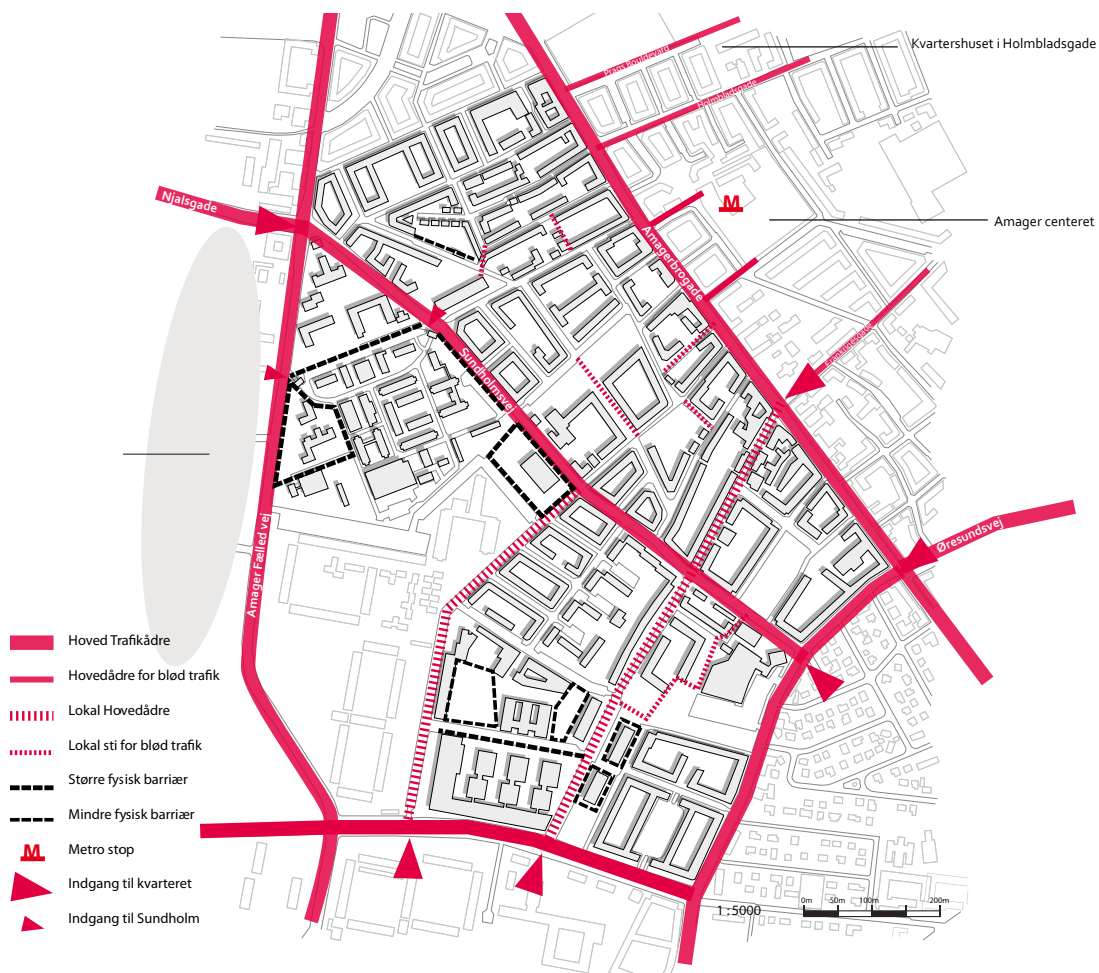 Kvartershuset i Holmbladsgade
Prags Bouldevard
Holmbladsgade
Njalsgade
M
Amager centeret
Amagerbrogade
Sundholmsvej
Øresundsvej
Amager Fælled vej
Hoved Trafikådre
Hovedådre for blød trafik
Lokal Hovedådre
Lokal sti for blød trafik
Større fysisk barriær
Mindre fysisk barriær
M
Metro stop
Indgang til kvarteret
Indgang til Sundholm
1 : 5000
0m
50m
100m
200m